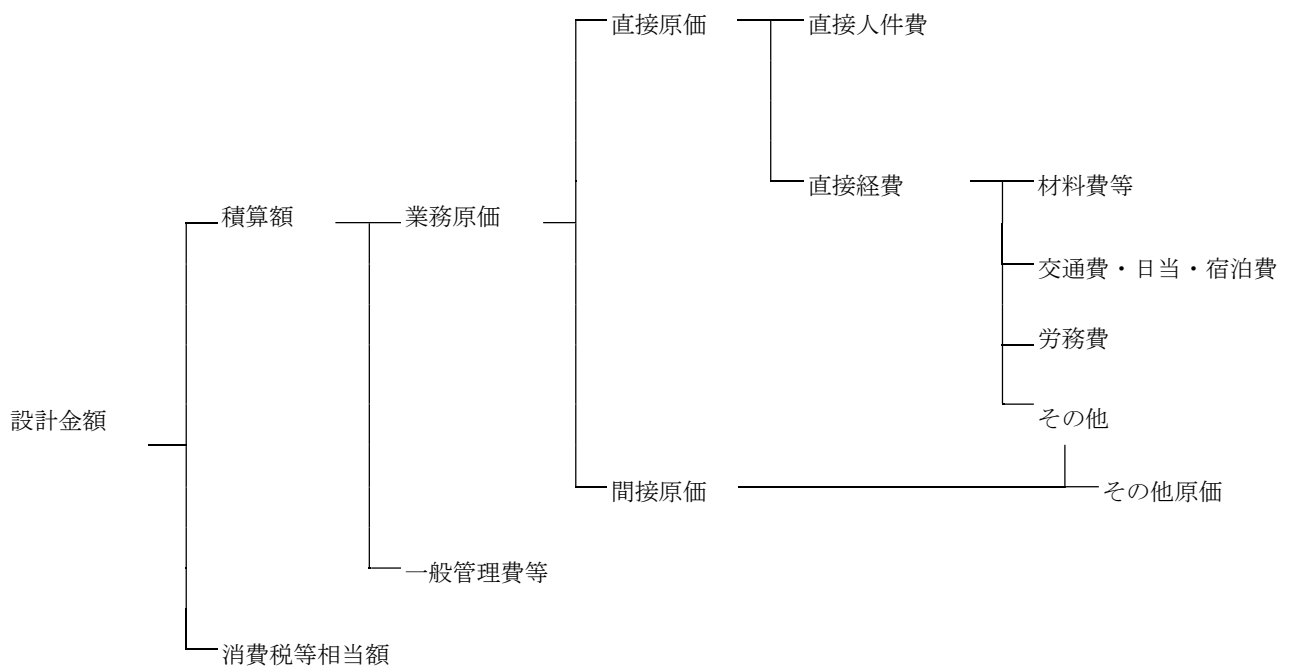 直接原価
直接人件費
直接経費
材料費等
積算額
業務原価
交通費・日当・宿泊費
労務費
設計金額
その他
間接原価
その他原価
一般管理費等
消費税等相当額